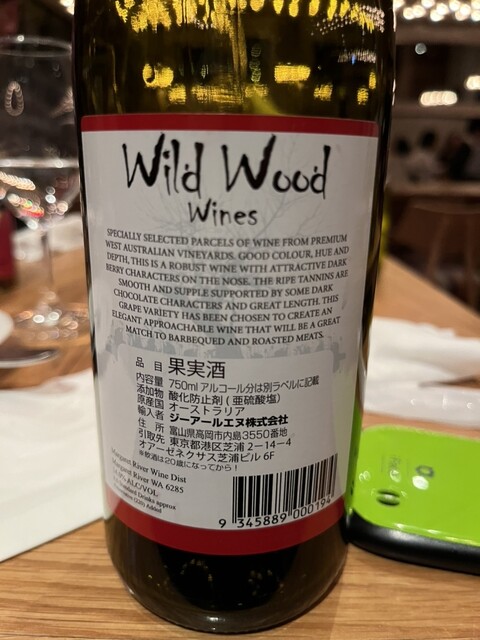 Wild Wood
Wines
SPECIALLY SELECTED PARCELS OF WINE FROM PREMIUM
WEST AUSTRALIAN VINEYARDS. GOOD COLOUR, HUE AND
DEPTH, THIS IS A ROBUST WINE WITH ATTRACTIVE DARK
BERRY CHARACTERS ON THE NOSE. THE RIPE TANNINS ARE
SMOOTH AND SUPPLE SUPPORTED BY SOME DARK
CHOCOLATE CHARACTERS AND GREAT LENGTH. THIS
GRAPE VARIETY HAS BEEN CHOSEN TO CREATE AN
ELEGANT APPROACHABLE WINE THAT WILL BE A GREAT
MATCH TO BARBEQUED AND ROASTED MEATS.
品 目 果実酒
内容量 750ml アルコール分は別ラベルに記載
添加物 酸化防止剤(亜硫酸塩)
原産国 オーストラリア
輸入者 ジーアールエヌ株式会社
住 所 富山県高岡市内島3550番地
引取先 東京都港区芝浦 2-14-4
オアーゼネクサス芝浦ビル 6F
※飲酒は20歳になってから!
Margaret River Wine Dist
Margaret River WA 6285
ALC/VOL
Standard Drinks approx
(220) Added
9 345889 000194